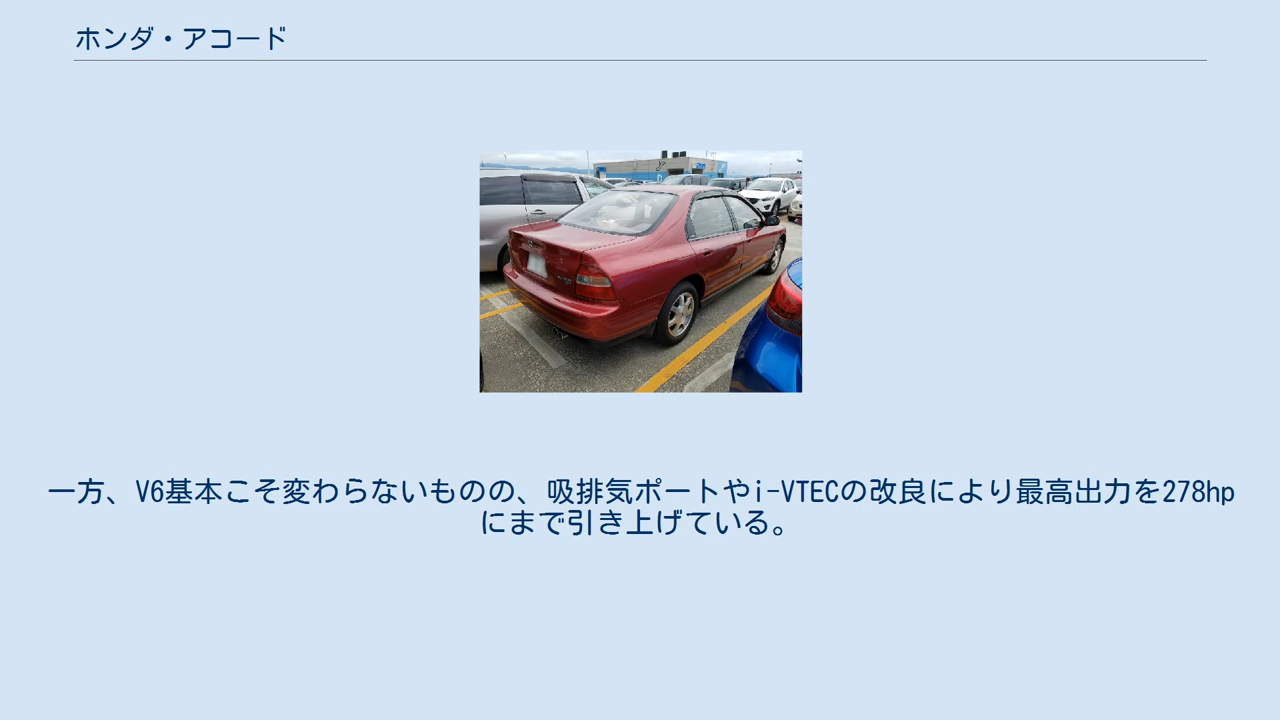 ホンダ・アコード
一方、V6基本こそ変わらないものの、吸排気ポートやi-VTECの改良により最高出力を278hp
にまで引き上げている。